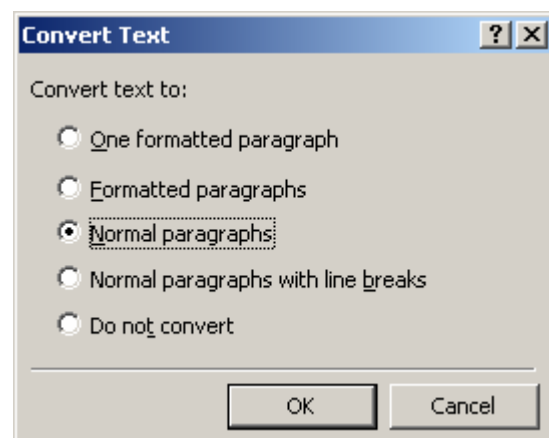 Convert Text
Convert text to:
One formatted paragraph
Formatted paragraphs
Normal paragraphs
Normal paragraphs with line breaks
Do not convert
OK Cancel